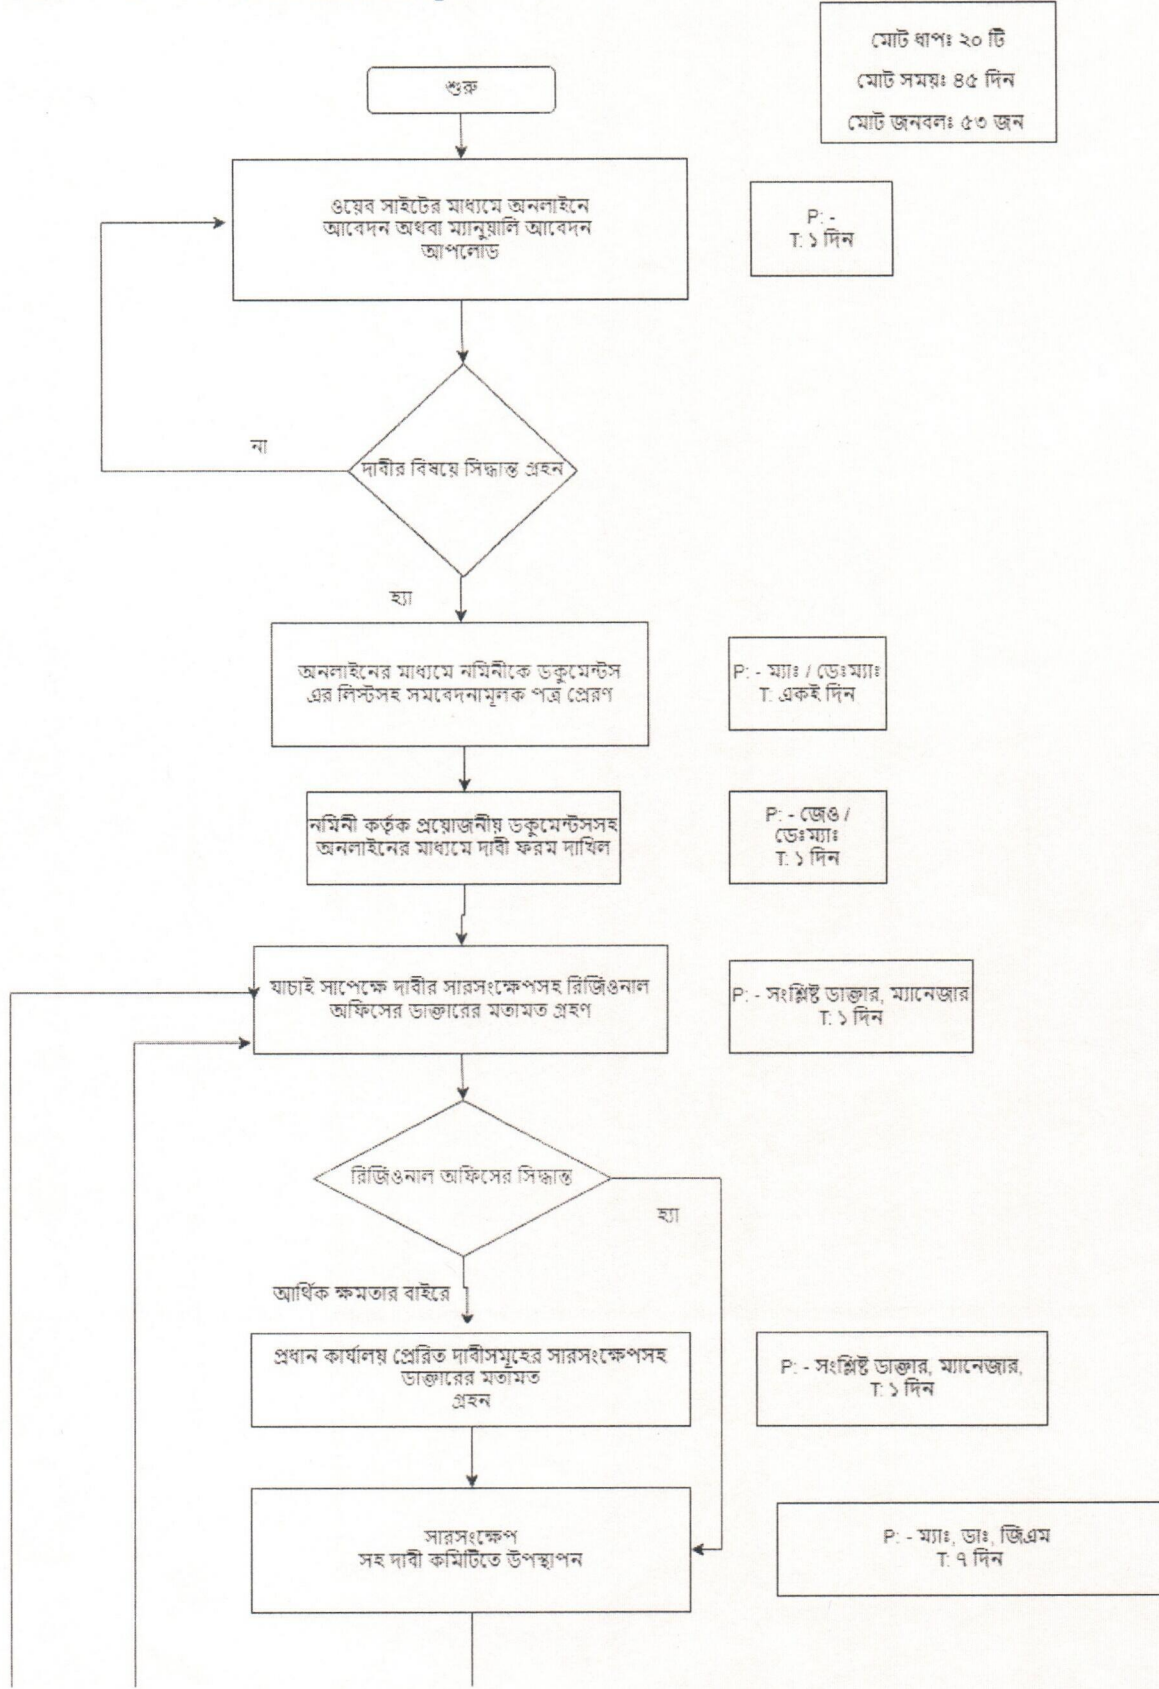 মোট ধাপঃ ২০ টি
মোট সময়ঃ ৪৫ দিন
মোট জনবলঃ ৫৩ জন
শুরু
ওয়েব সাইটের মাধ্যমে অনলাইনে
আবেদন অথবা ম্যানুয়ালি আবেদন
আপলোড
P: -
T: ১ দিন
না
দাবীর বিষয়ে সিদ্ধান্ত গ্রহন
হ্যা
অনলাইনের মাধ্যমে নমিনীকে ডকুমেন্টস
এর লিস্টসহ সমবেদনামূলক পত্র প্রেরণ
P: - ম্যাঃ / ডেঃম্যাঃ
T: একই দিন
নমিনী কর্তৃক প্রয়োজনীয় ডকুমেন্টসসহ
অনলাইনের মাধ্যমে দাবী ফরম দাখিল
P: - জেও /
ডেঃম্যাঃ
T: ১ দিন
যাচাই সাপেক্ষে দাবীর সারসংক্ষেপসহ রিজিওনাল
অফিসের ডাক্তারের মতামত গ্রহণ
P: - সংশ্লিষ্ট ডাক্তার, ম্যানেজার
T: ১ দিন
রিজিওনাল অফিসের সিদ্ধান্ত
হ্যা
আর্থিক ক্ষমতার বাইরে
প্রধান কার্যালয় প্রেরিত দাবীসমূহের সারসংক্ষেপসহ
ডাক্তারের মতামত
গ্রহন
P: - সংশ্লিষ্ট ডাক্তার, ম্যানেজার,
T: ১ দিন
সারসংক্ষেপ
সহ দাবী কমিটিতে উপস্থাপন
P: - ম্যাঃ, ডাঃ, জিএম
T: ৭ দিন